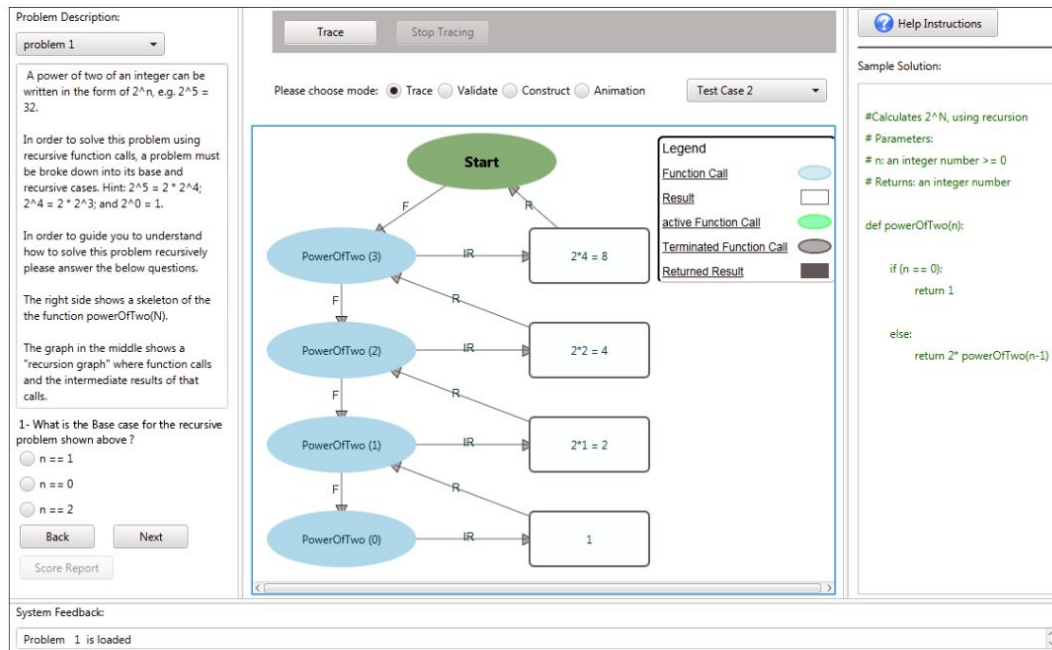 Problem Description:
problem 1
A power of two of an integer can be
written in the form of 2^n, e.g. 2^5 =
32.
In order to solve this problem using
recursive function calls, a problem must
be broke down into its base and
recursive cases. Hint: 2^5 = 2 * 2^4;
2^4 = 2 * 2^3; and 2^0 = 1.
In order to guide you to understand
how to solve this problem recursively
please answer the below questions.
The right side shows a skeleton of the
the function powerOfTwo(N).
The graph in the middle shows a
"recursion graph" where function calls
and the intermediate results of that
calls.
1- What is the Base case for the recursive
problem shown above ?
n == 1
n == 0
n == 2
Back Next
Score Report
Trace Stop Tracing
Please choose mode: Trace Validate Construct Animation Test Case 2
Start
F R
PowerOfTwo (3) IR 2*4 = 8
F R
PowerOfTwo (2) IR 2*2 = 4
F R
PowerOfTwo (1) IR 2*1 = 2
F R
PowerOfTwo (0) IR 1
Legend
Function Call
Result
active Function Call
Terminated Function Call
Returned Result
Help Instructions
Sample Solution:
#Calculates 2^N, using recursion
# Parameters:
# n: an integer number >= 0
# Returns: an integer number
def powerOfTwo(n):
if (n == 0):
return 1
else:
return 2* powerOfTwo(n-1)
System Feedback:
Problem 1 is loaded